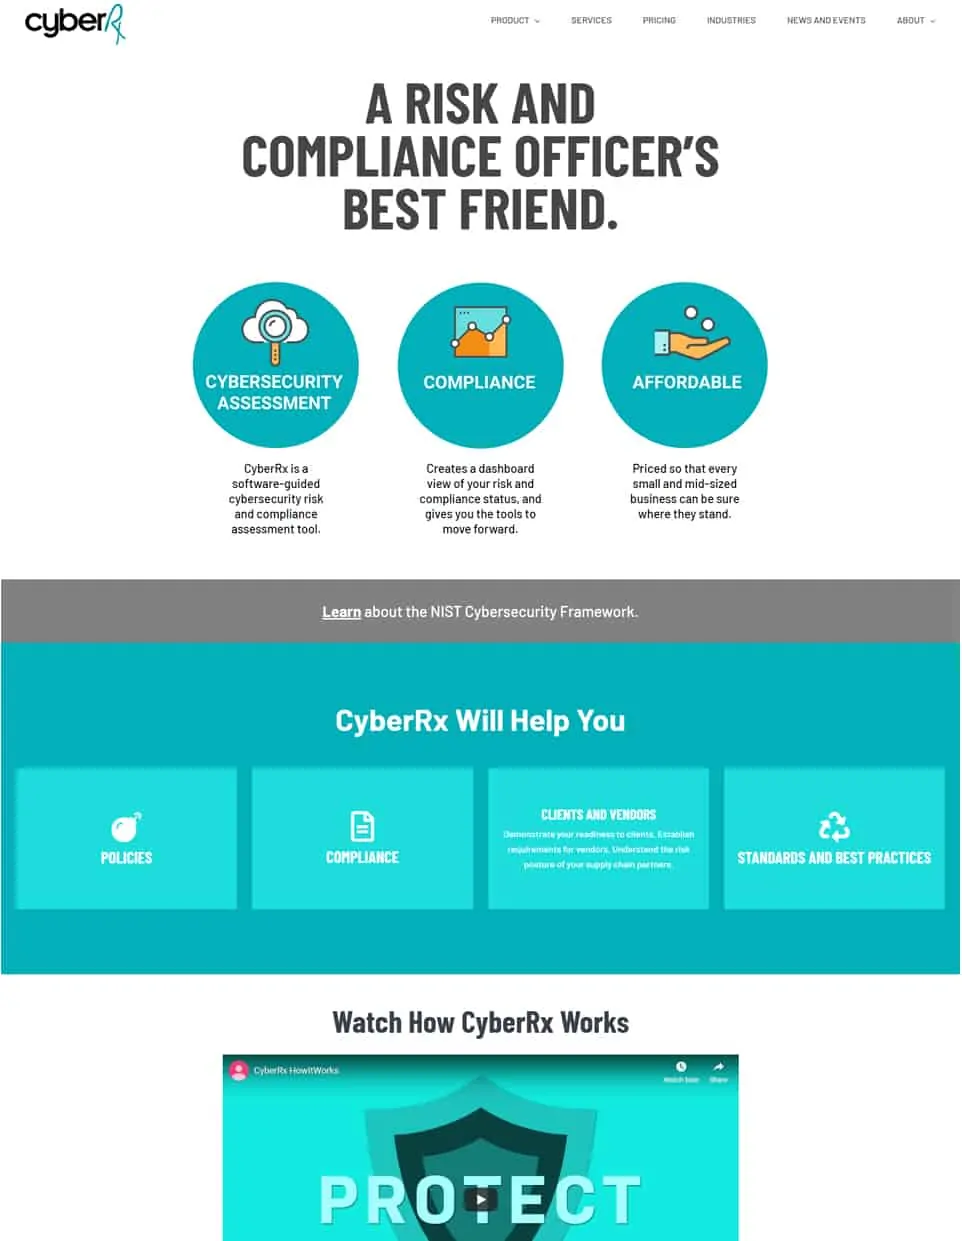 cyberRx
PRODUCT
SERVICES
PRICING
INDUSTRIES
NEWS AND EVENTS
ABOUT
A RISK AND
COMPLIANCE OFFICER'S
BEST FRIEND.
CYBERSECURITY
ASSESSMENT
COMPLIANCE
AFFORDABLE
CyberRx is a
software-guided
cybersecurity risk
and compliance
assessment tool.
Creates a dashboard
view of your risk and
compliance status, and
gives you the tools to
move forward.
Priced so that every
small and mid-sized
business can be sure
where they stand.
Learn about the NIST Cybersecurity Framework.
CyberRx Will Help You
POLICIES
COMPLIANCE
CLIENTS AND VENDORS
Demonstrate your readiness to clients. Establish
requirements for vendors. Understand the risk
posture of your supply chain partners.
STANDARDS AND BEST PRACTICES
Watch How CyberRx Works
CyberRx HowItWorks
Watch later
Share
PROTECT